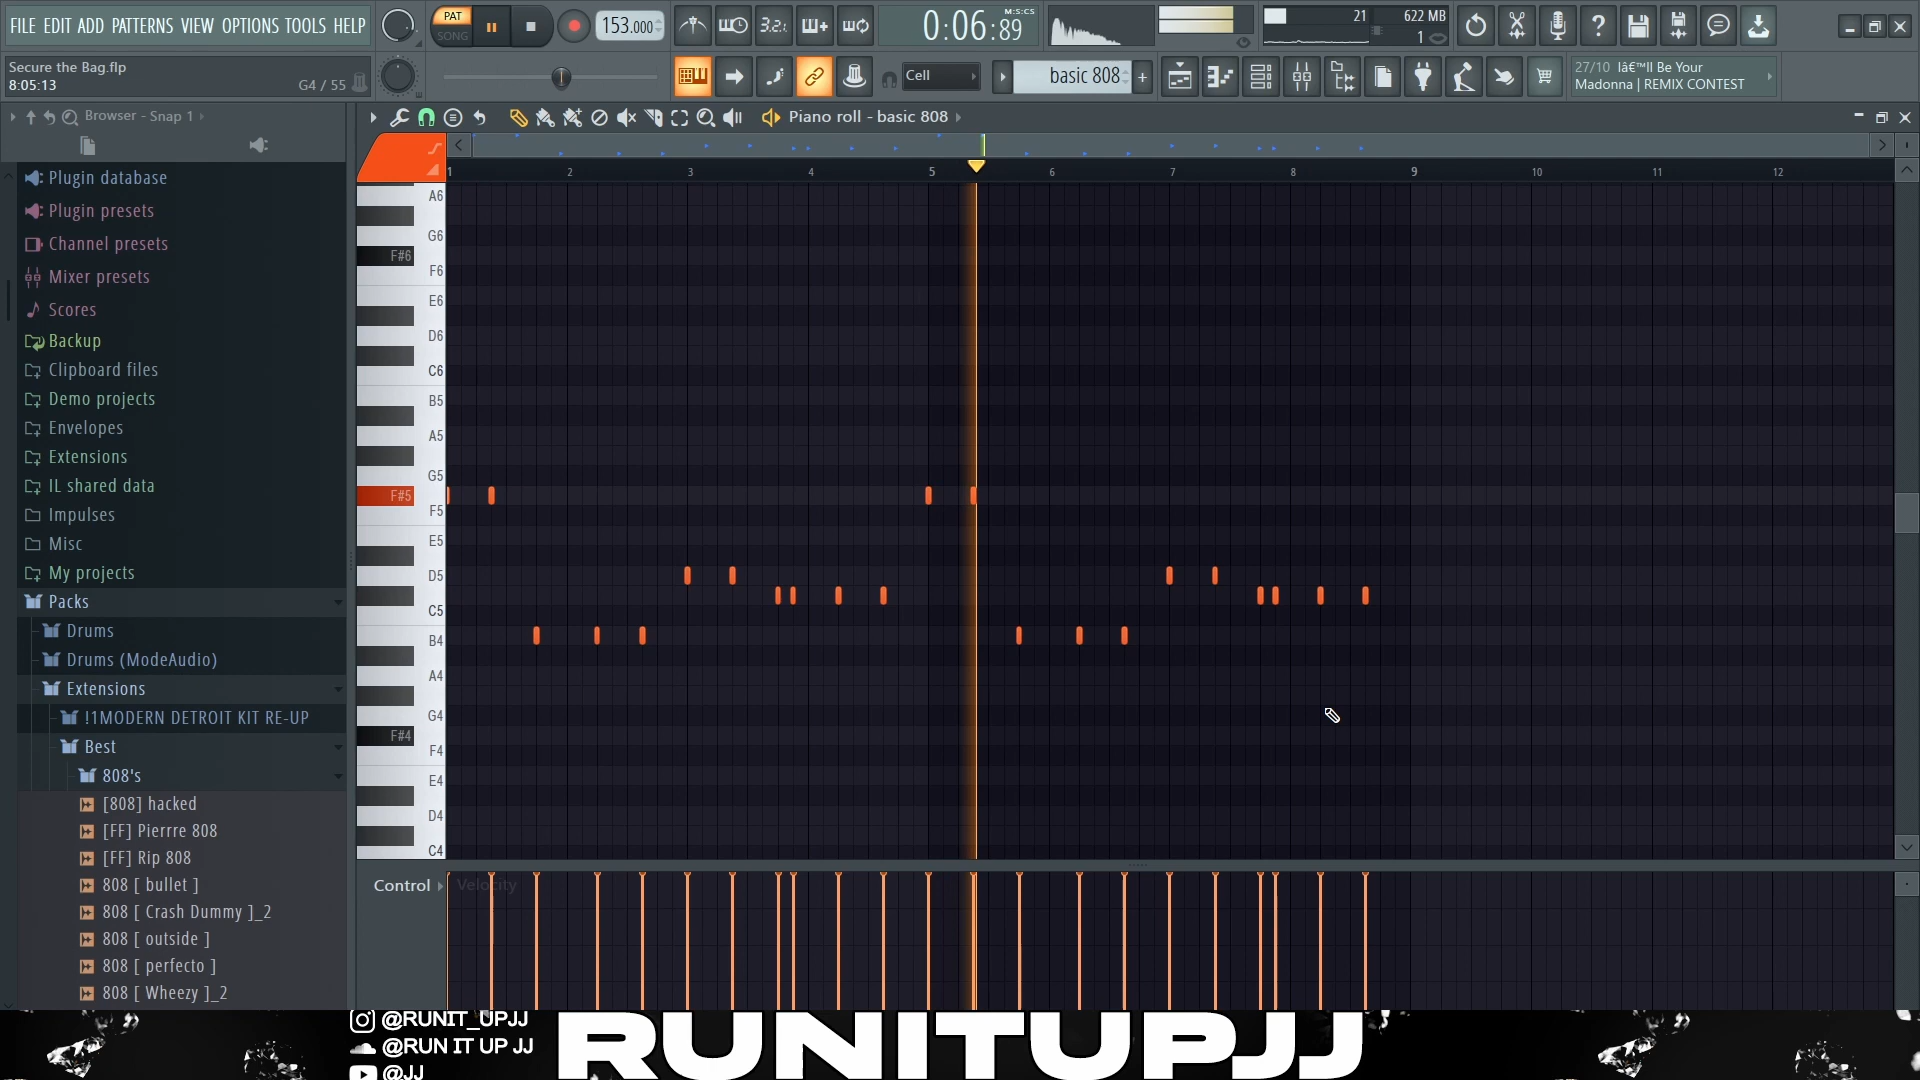 FILE EDIT ADD PATTERNS VIEW OPTIONS TOOLS HELP
PAT
SONG
153.000
3.2.
0:06:89
M:S:CS
21
622 MB
1
Secure the Bag.flp
8:05:13
G4 / 55
Cell
basic 808
27/10 Iâ€™ll Be Your
Madonna | REMIX CONTEST
Browser - Snap 1
Piano roll - basic 808
1 2 3 4 5 6 7 8 9 10 11 12
Plugin database
Plugin presets
Channel presets
Mixer presets
Scores
Backup
Clipboard files
Demo projects
Envelopes
Extensions
IL shared data
Impulses
Misc
My projects
Packs
Drums
Drums (ModeAudio)
Extensions
!1MODERN DETROIT KIT RE-UP
Best
808's
[808] hacked
[FF] Pierrre 808
[FF] Rip 808
808 [ bullet ]
808 [ Crash Dummy ]_2
808 [ outside ]
808 [ perfecto ]
808 [ Wheezy ]_2
A6
G6
F#6
F6
E6
D6
C6
B5
A5
G5
F#5
F5
E5
D5
C5
B4
A4
G4
F#4
F4
E4
D4
C4
Control
Velocity
@RUNIT_UPJJ
@RUN IT UP JJ
@JJ
RUNITUPJJ